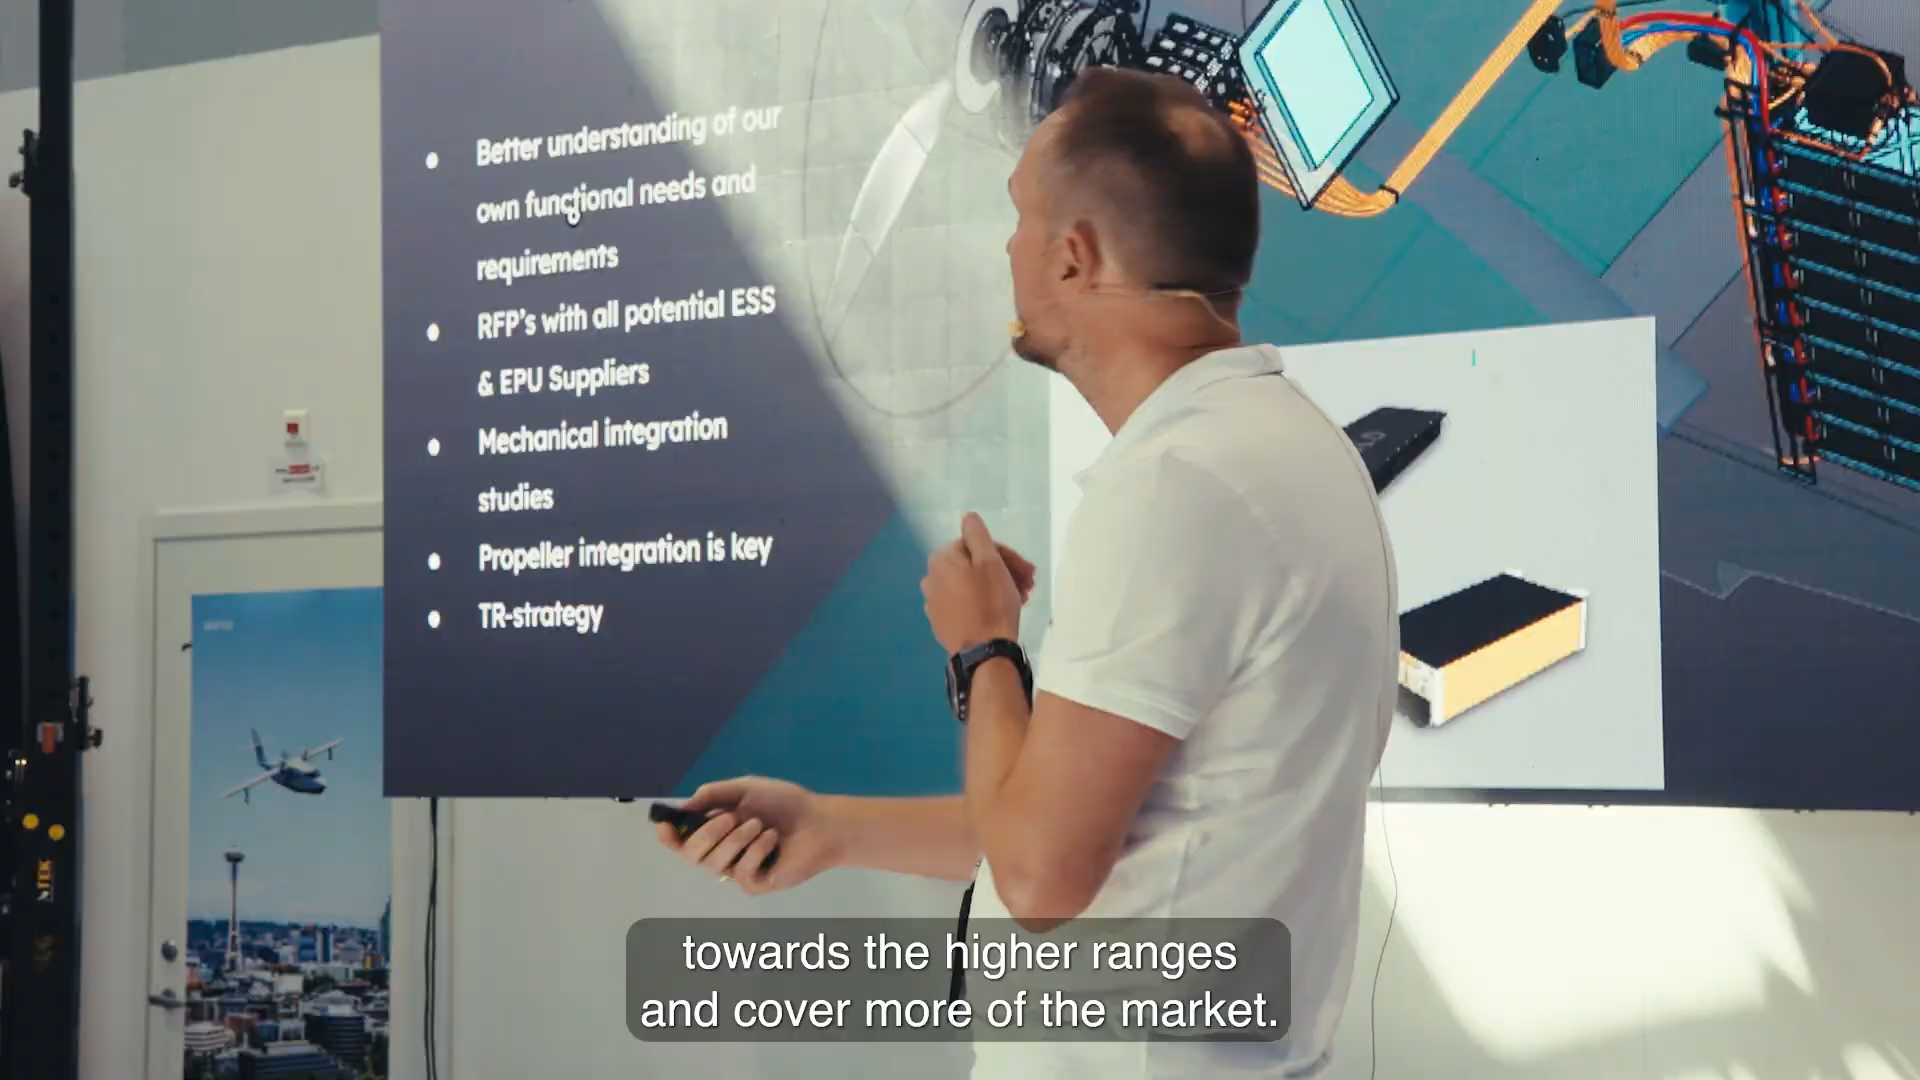 Better understanding of our
own functional needs and
requirements
RFP's with all potential ESS
& EPU Suppliers
Mechanical integration
studies
Propeller integration is key
TR-strategy
towards the higher ranges
and cover more of the market.